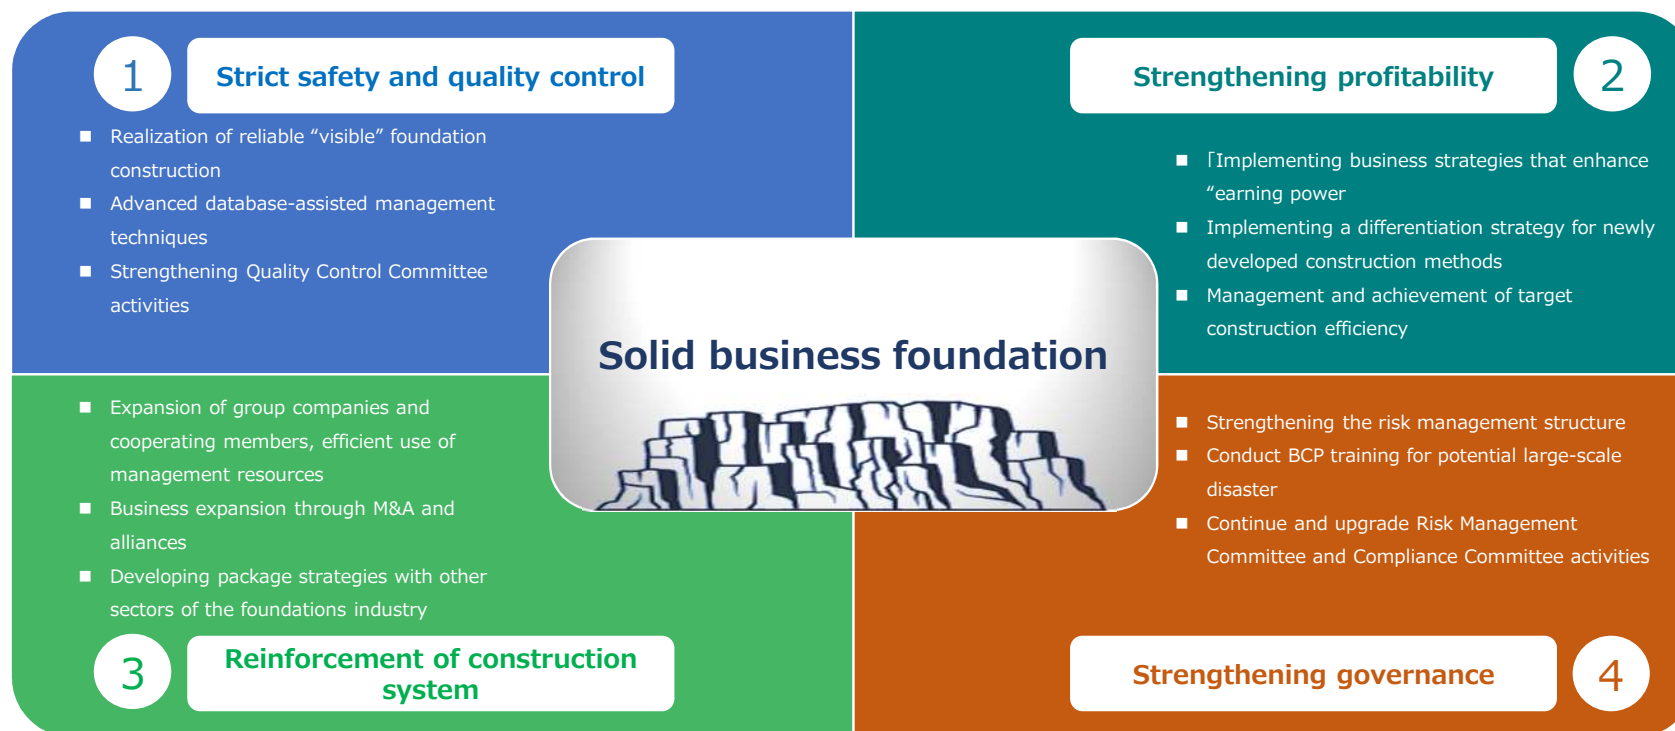 1
Strict safety and quality control
■ Realization of reliable “visible” foundation
construction
■ Advanced database-assisted management
techniques
■ Strengthening Quality Control Committee
activities
Strengthening profitability
2
■ ｢Implementing business strategies that enhance
“earning power
■ Implementing a differentiation strategy for newly
developed construction methods
■ Management and achievement of target
construction efficiency
Solid business foundation
■ Expansion of group companies and
cooperating members, efficient use of
management resources
■ Business expansion through M&A and
alliances
■ Developing package strategies with other
sectors of the foundations industry
3
Reinforcement of construction
system
■ Strengthening the risk management structure
■ Conduct BCP training for potential large-scale
disaster
■ Continue and upgrade Risk Management
Committee and Compliance Committee activities
Strengthening governance
4